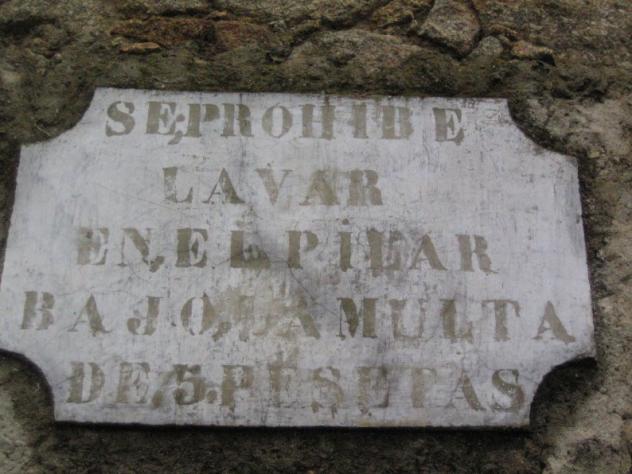 SE PROHIBE
LAVAR
EN EL PILAR
BAJO LA MULTA
DE 5 PESETAS